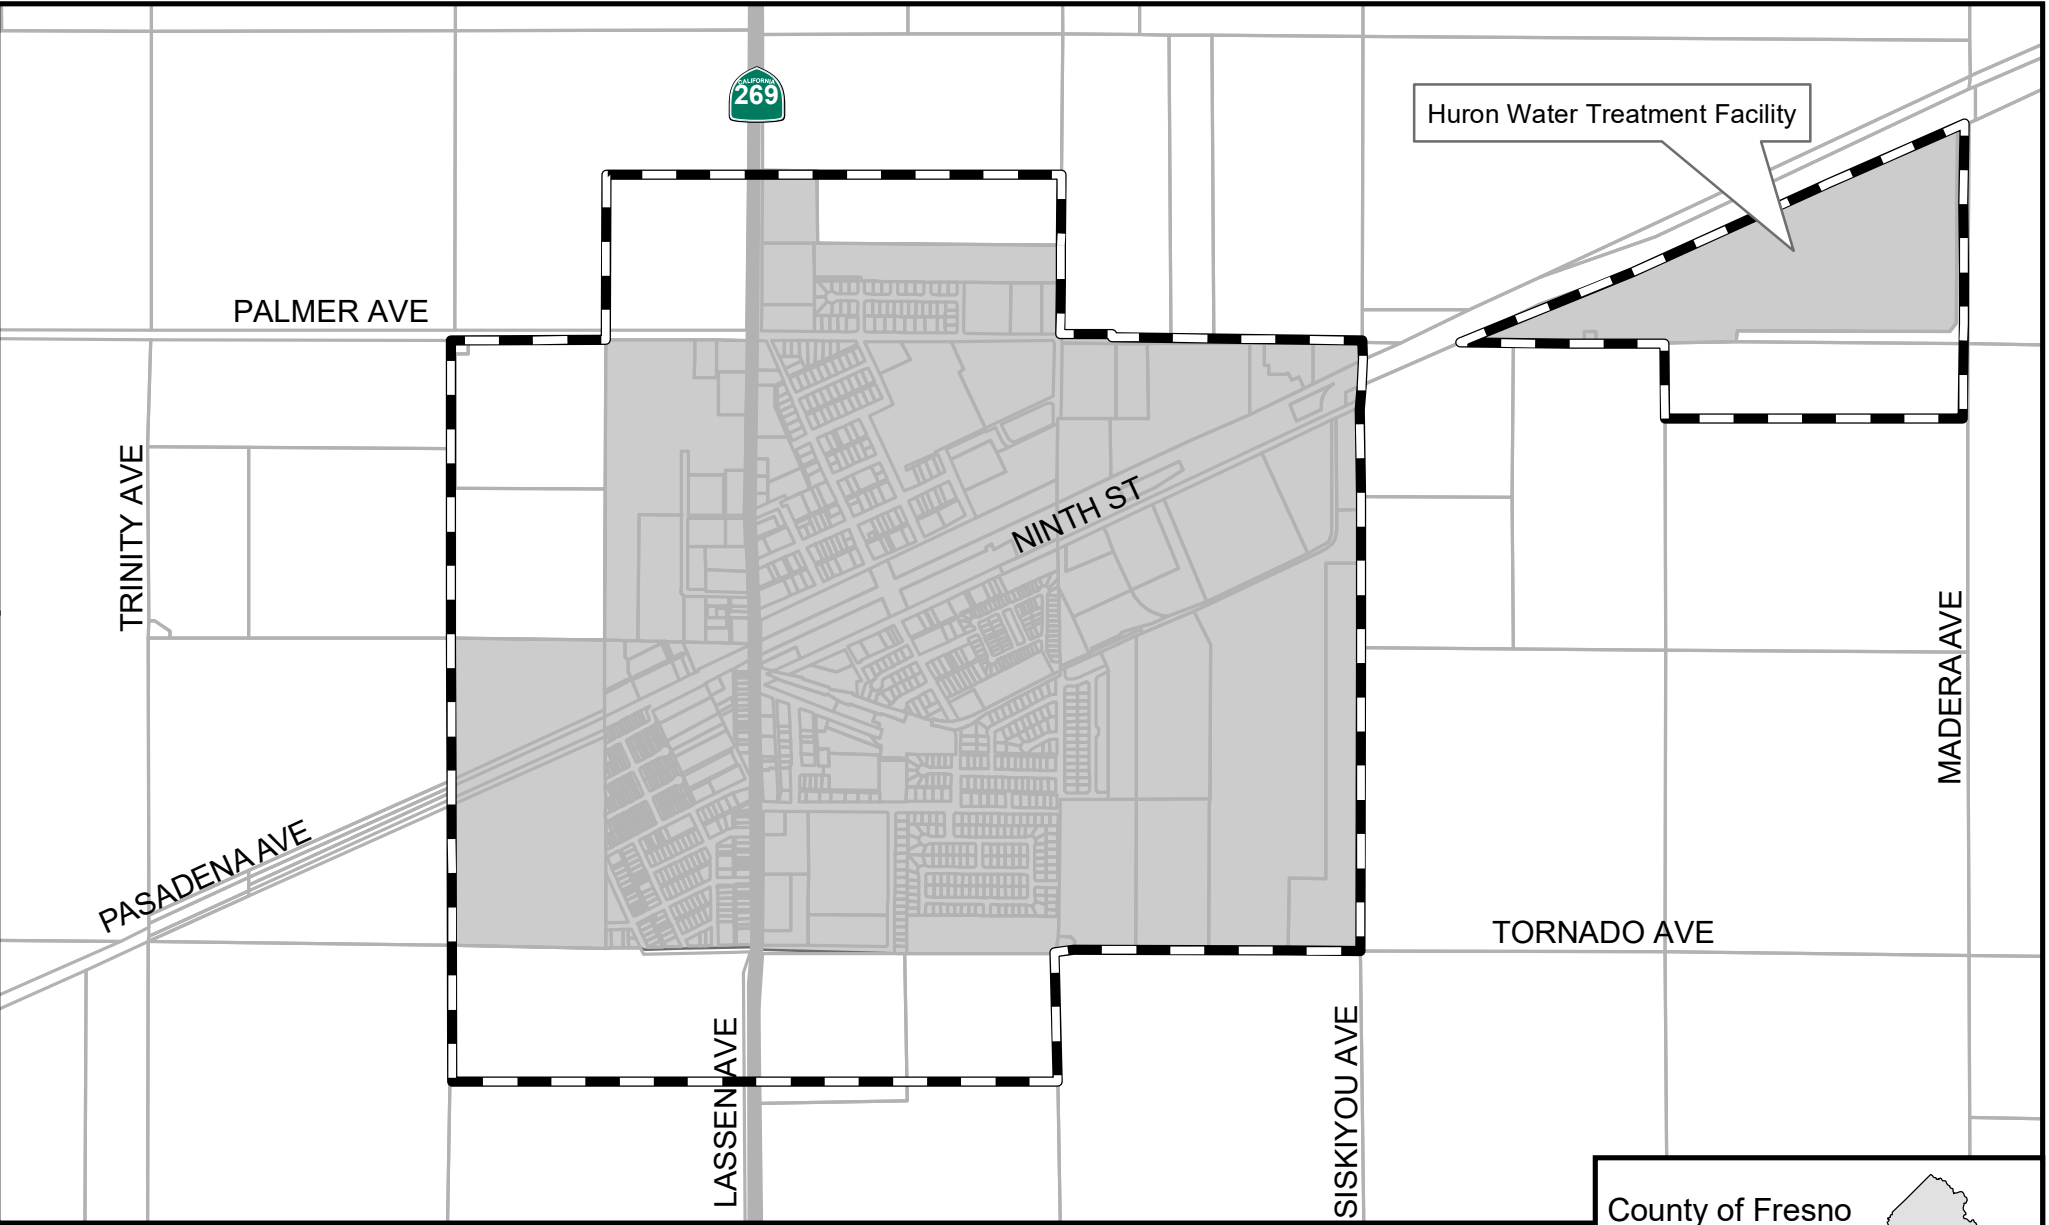 CALIFORNIA
269
Huron Water Treatment Facility
PALMER AVE
TRINITY AVE
NINTH ST
MADERA AVE
PASADENA AVE
TORNADO AVE
LASSEN AVE
SISKIYOU AVE
County of Fresno